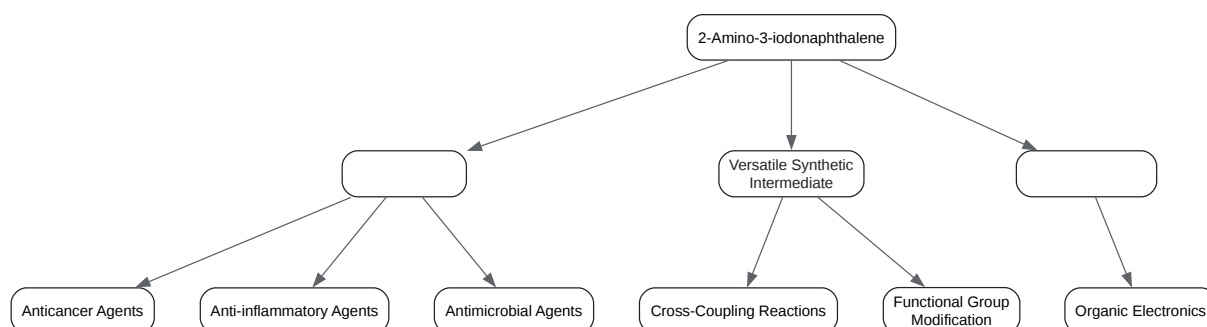 2-Amino-3-iodonaphthalene
Versatile Synthetic
Intermediate
Anticancer Agents
Anti-inflammatory Agents
Antimicrobial Agents
Cross-Coupling Reactions
Functional Group
Modification
Organic Electronics